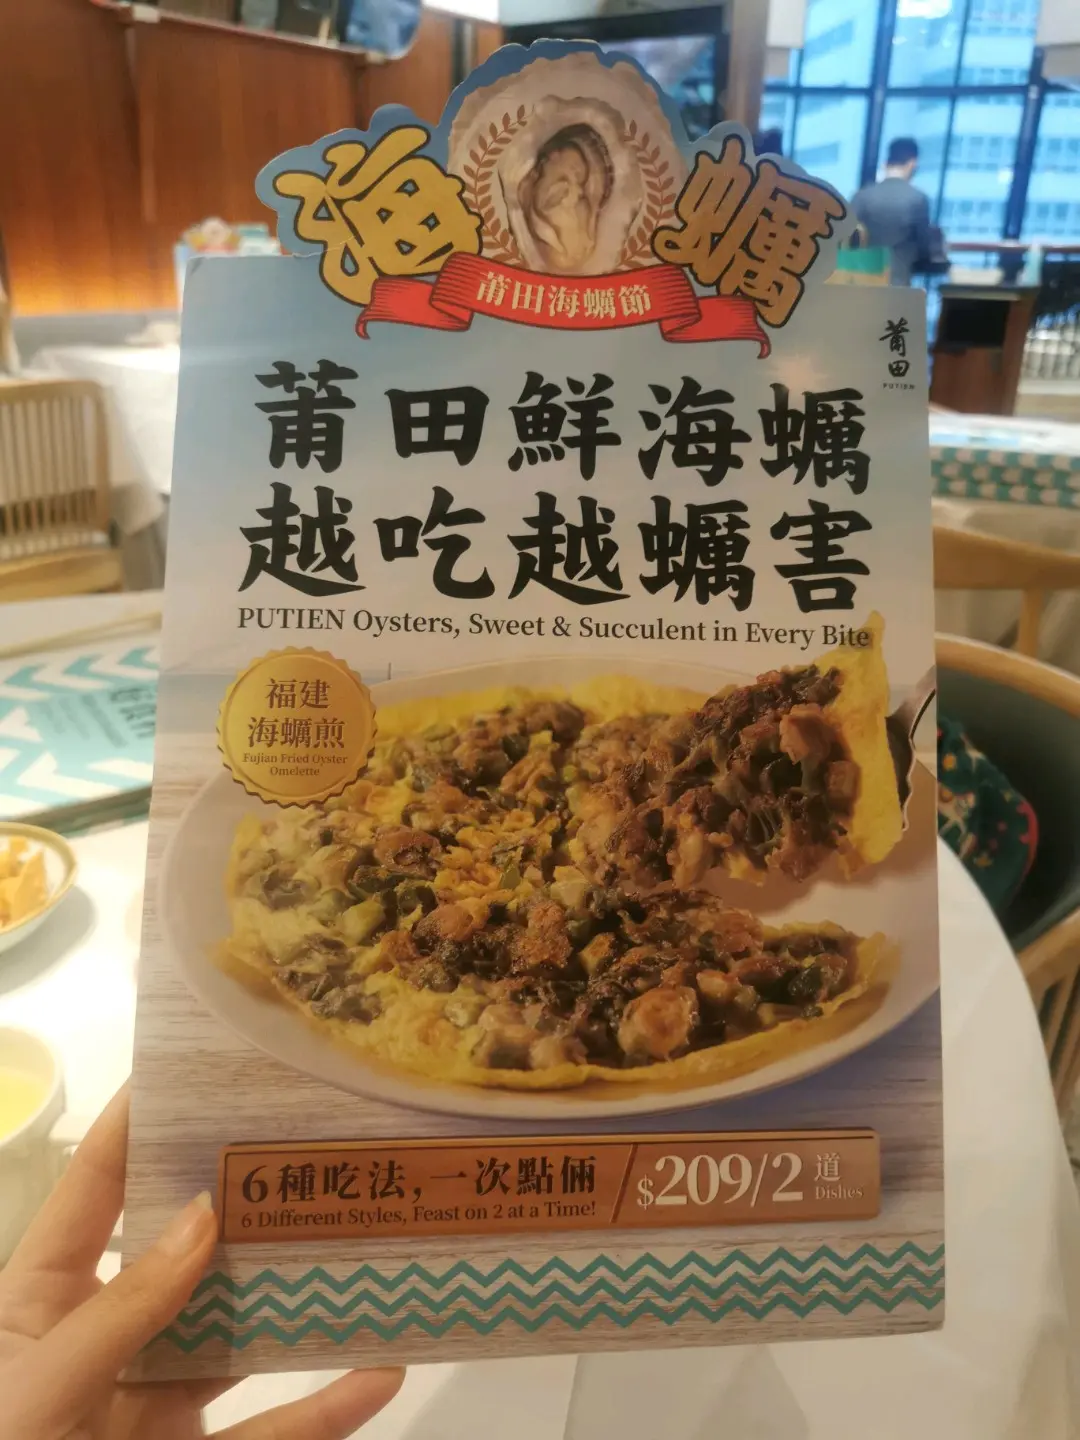 海蠣
莆田海蠣節
莆田
PUTIEN
莆田鮮海蠣
越吃越蠣害
PUTIEN Oysters, Sweet & Succulent in Every Bite
福建
海蠣煎
Fujian Fried Oyster
Omelette
6種吃法,一次點倆
6 Different Styles, Feast on 2 at a Time!
$209/2 道
Dishes